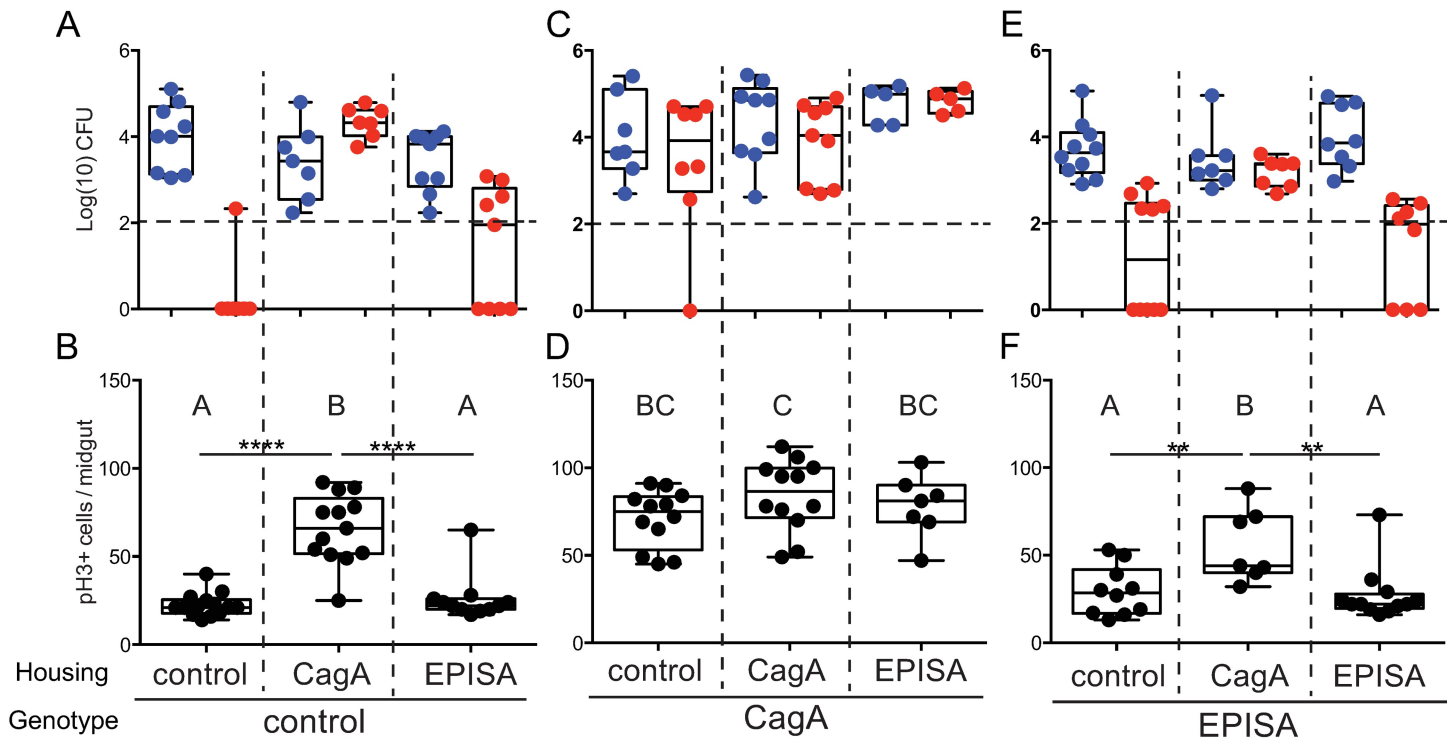 A
C
E
6
4
2
0
Log(10) CFU
6
4
2
0
6
4
2
0
B
D
F
150
100
50
0
pH3+ cells / midgut
A B A
**** ****
150
100
50
0
BC C BC
150
100
50
0
A B A
** **
Housing control CagA EPISA control CagA EPISA control CagA EPISA
Genotype control CagA EPISA